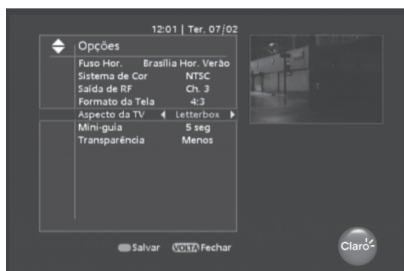 12:01 | Ter. 07/02
Opções
Fuso Hor. Brasília Hor. Verão
Sistema de Cor NTSC
Saída de RF Ch. 3
Formato da Tela 4:3
Aspecto da TV Letterbox
Mini-guia 5 seg
Transparência Menos
Salvar VOLTA Fechar
Claro